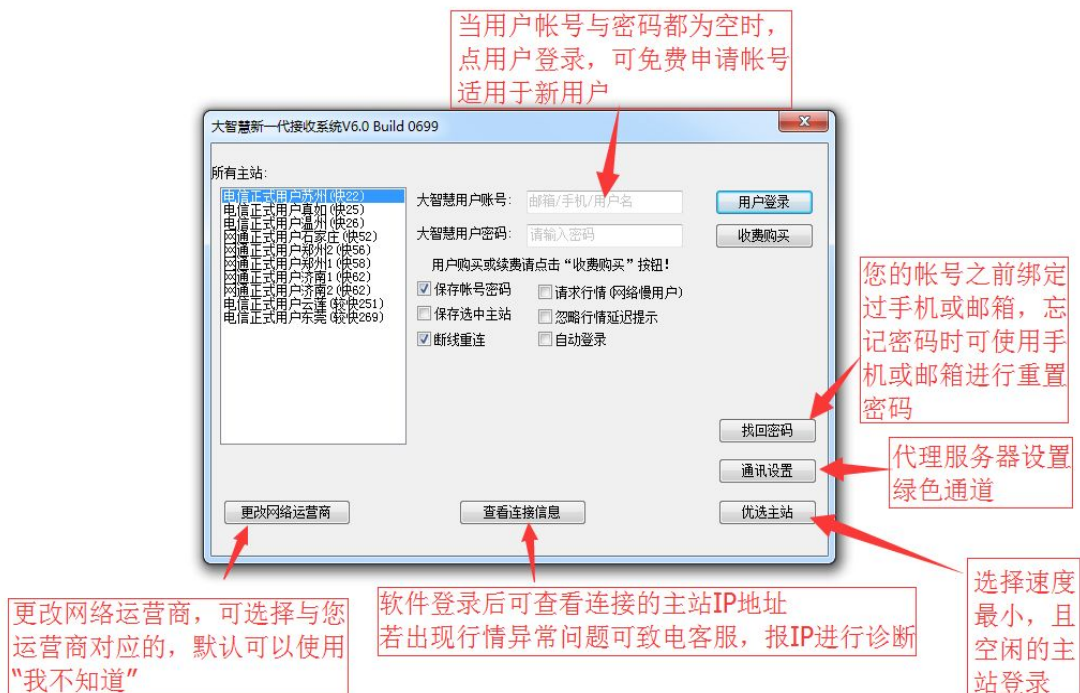 当用户帐号与密码都为空时，
点用户登录，可免费申请帐号
适用于新用户
大智慧新一代接收系统V6.0 Build 0699
所有主站:
电信正式用户苏州(快22)
电信正式用户真如(快25)
电信正式用户温州(快26)
网通正式用户石家庄(快52)
网通正式用户郑州2(快56)
网通正式用户郑州1(快58)
网通正式用户济南1(快62)
网通正式用户济南2(快62)
电信正式用户云莲(较快251)
电信正式用户东莞(较快269)
大智慧用户账号:
邮箱/手机/用户名
用户登录
大智慧用户密码:
请输入密码
收费购买
用户购买或续费请点击“收费购买”按钮!
保存帐号密码
请求行情(网络慢用户)
保存选中主站
忽略行情延迟提示
断线重连
自动登录
您的帐号之前绑定
过手机或邮箱，忘
记密码时可使用手
机或邮箱进行重置
密码
找回密码
通讯设置
代理服务器设置
绿色通道
更改网络运营商
查看连接信息
优选主站
更改网络运营商，可选择与您
运营商对应的，默认可以使用
“我不知道”
软件登录后可查看连接的主站IP地址
若出现行情异常问题可致电客服，报IP进行诊断
选择速度
最小，且
空闲的主
站登录